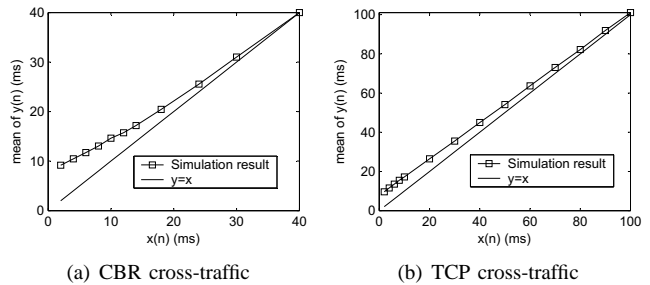 40
30
20
10
0
0
10
20
30
40
mean of y(n) (ms)
x(n) (ms)
Simulation result
y=x
(a) CBR cross-traffic
100
80
60
40
20
0
0
20
40
60
80
100
mean of y(n) (ms)
x(n) (ms)
Simulation result
y=x
(b) TCP cross-traffic